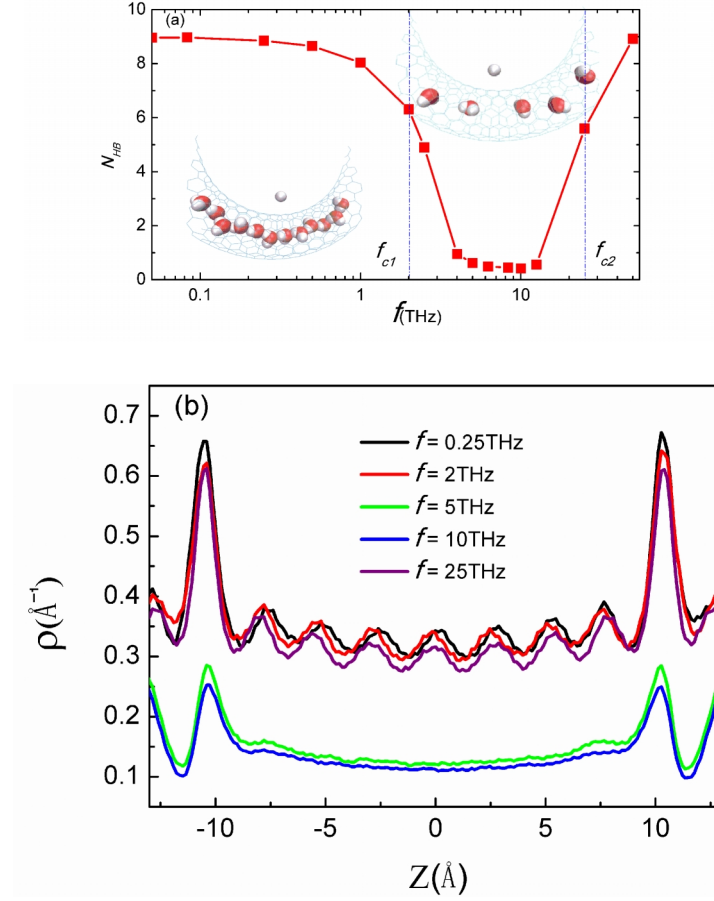 (a)
10
8
6
4
2
0
N_HB
f_c1
f_c2
0.1
1
10
f(THz)
(b)
0.7
0.6
0.5
0.4
0.3
0.2
0.1
ρ(Å⁻¹)
f = 0.25THz
f = 2THz
f = 5THz
f = 10THz
f = 25THz
-10
-5
0
5
10
Z(Å)